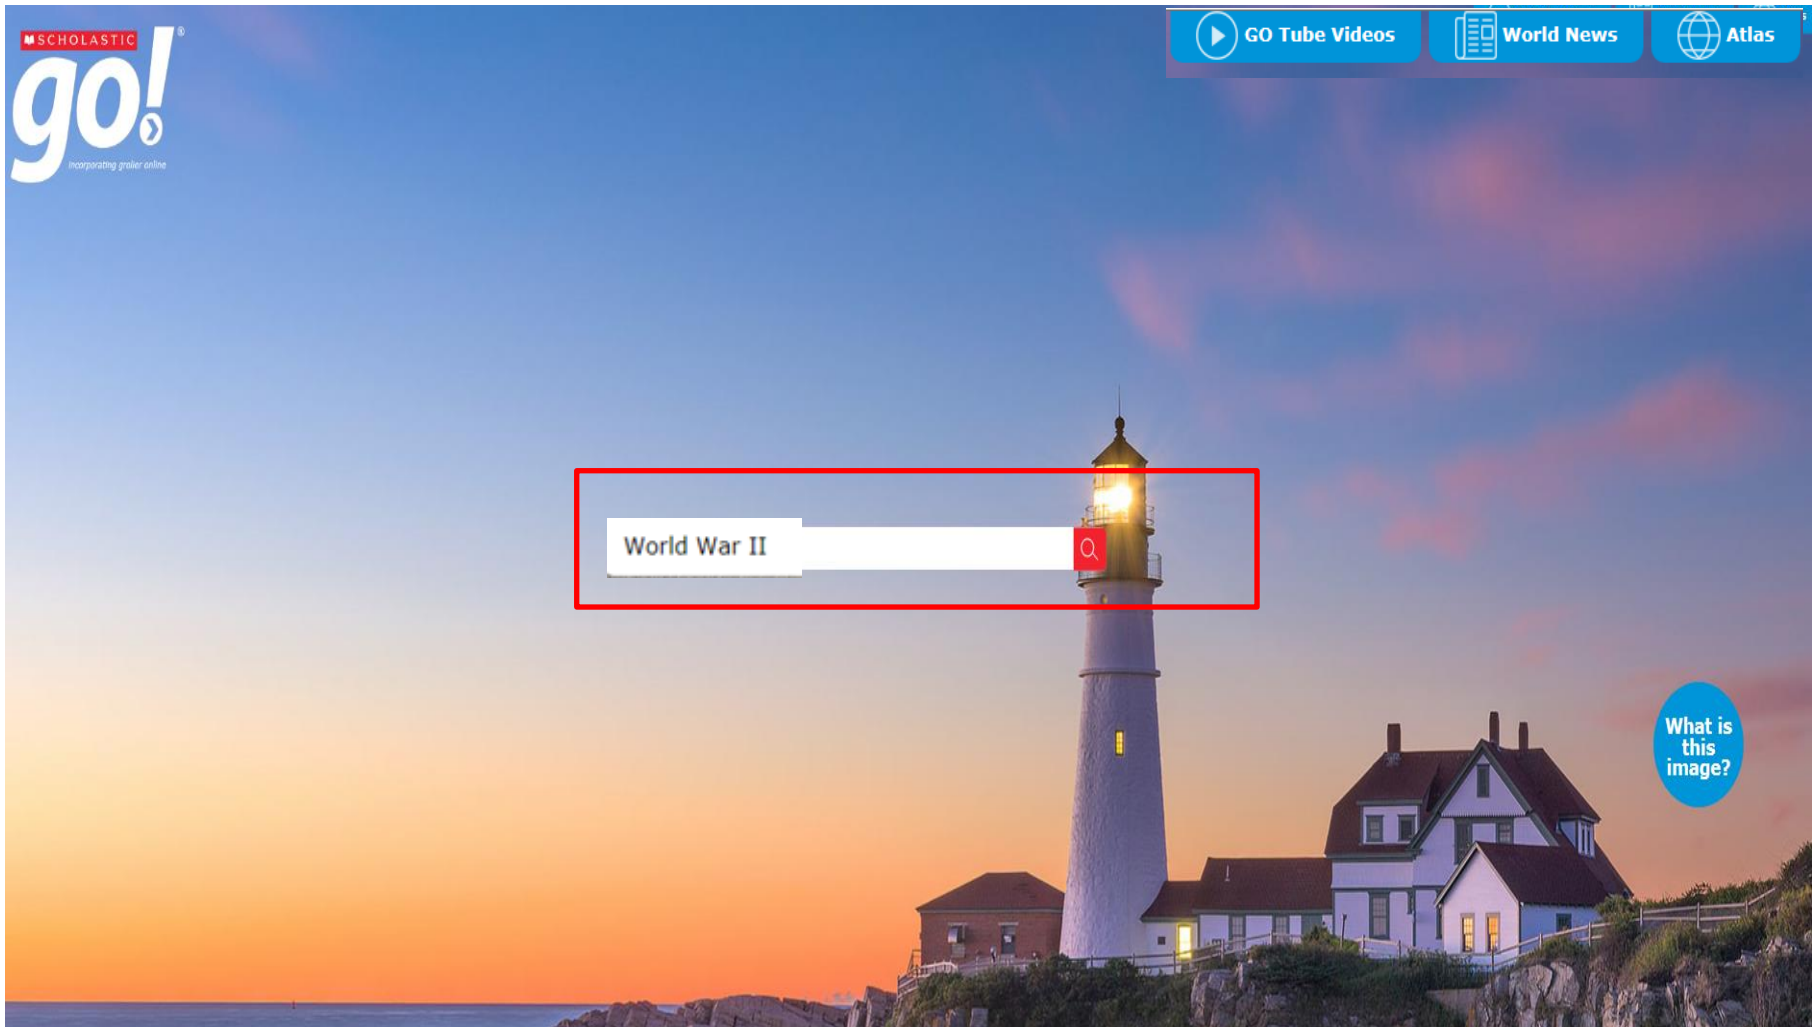 SCHOLASTIC
go!
®
incorporating grolier online
GO Tube Videos
World News
Atlas
World War II
What is
this
image?